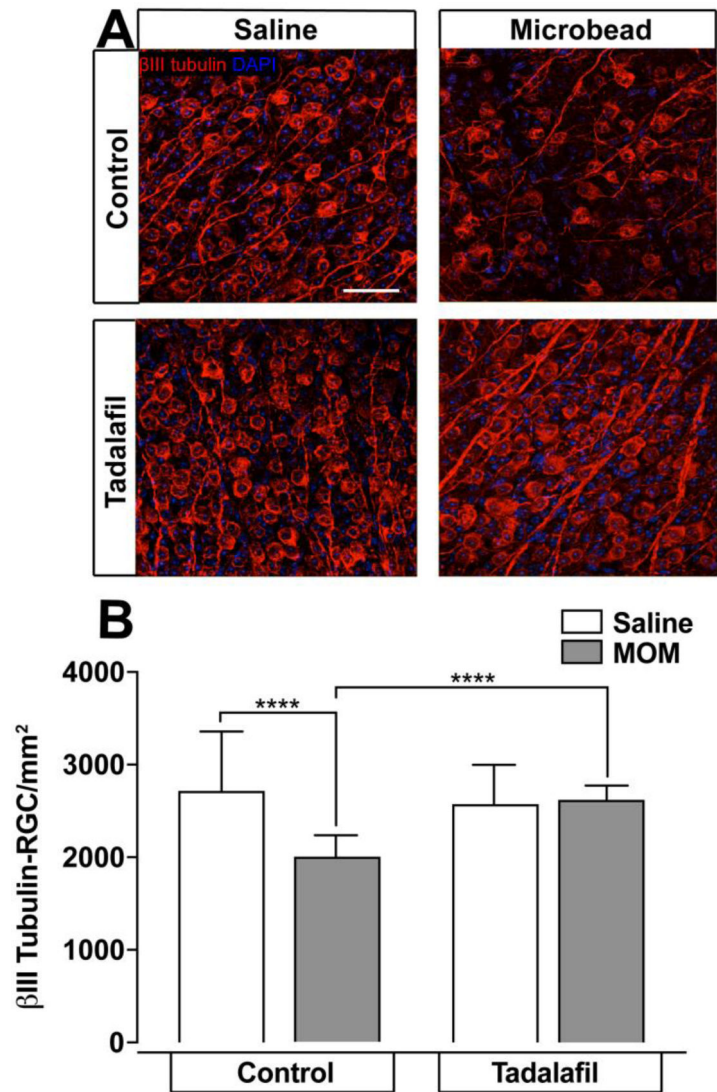 A
Saline
Microbead
βIII tubulin DAPI
Control
Tadalafil
B
Saline
MOM
4000
3000
2000
1000
0
βIII Tubulin-RGC/mm²
****
****
Control
Tadalafil